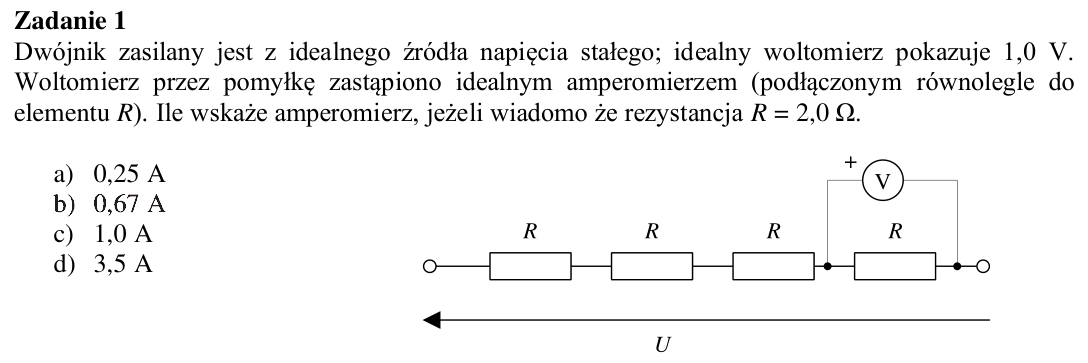 Zadanie 1
Dwójnik zasilany jest z idealnego źródła napięcia stałego; idealny woltomierz pokazuje 1,0 V.
Woltomierz przez pomyłkę zastąpiono idealnym amperomierzem (podłączonym równolegle do
elementu R). Ile wskaże amperomierz, jeżeli wiadomo że rezystancja R = 2,0 Ω.
a) 0,25 A
b) 0,67 A
c) 1,0 A
d) 3,5 A
+
V
R R R R
U